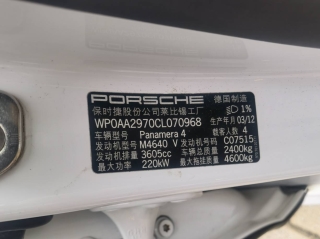 PORSCHE 德国制造
保时捷股份公司莱比锡工厂 1%
WP0AA2970CL070968 生产年月 03/12
车辆型号 Panamera 4 载客人数 4
发动机型号 M4640 V 发动机号 C07515
发动机排量 3605cc 车辆总质量 2400kg
最大功率 220kW 最大拖挂质量 4600kg